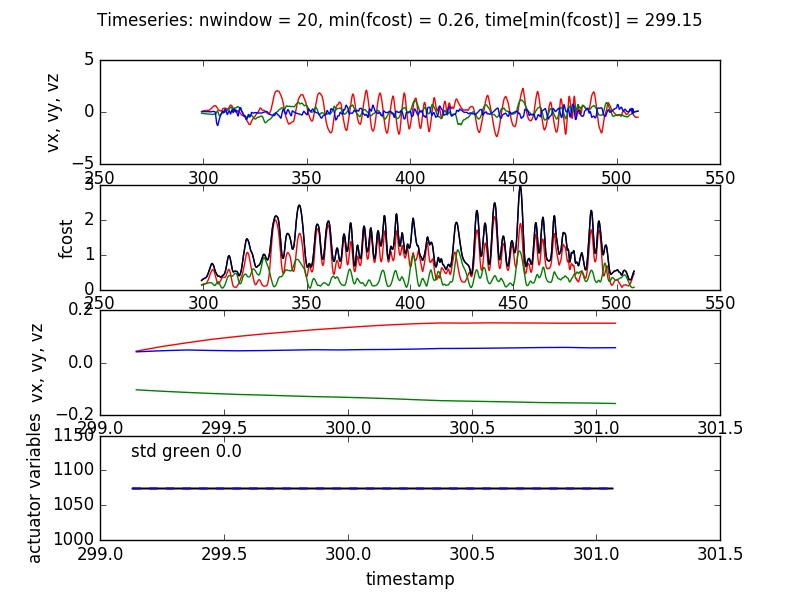 Timeseries: nwindow = 20, min(fcost) = 0.26, time[min(fcost)] = 299.15
vx, vy, vz
5
0
−5
250 300 350 400 450 500 550
fcost
3
2
1
0
250 300 350 400 450 500 550
vx, vy, vz
0.2
0.0
−0.2
299.0 299.5 300.0 300.5 301.0 301.5
actuator variables
1150
1100
1050
1000
std green 0.0
299.0 299.5 300.0 300.5 301.0 301.5
timestamp